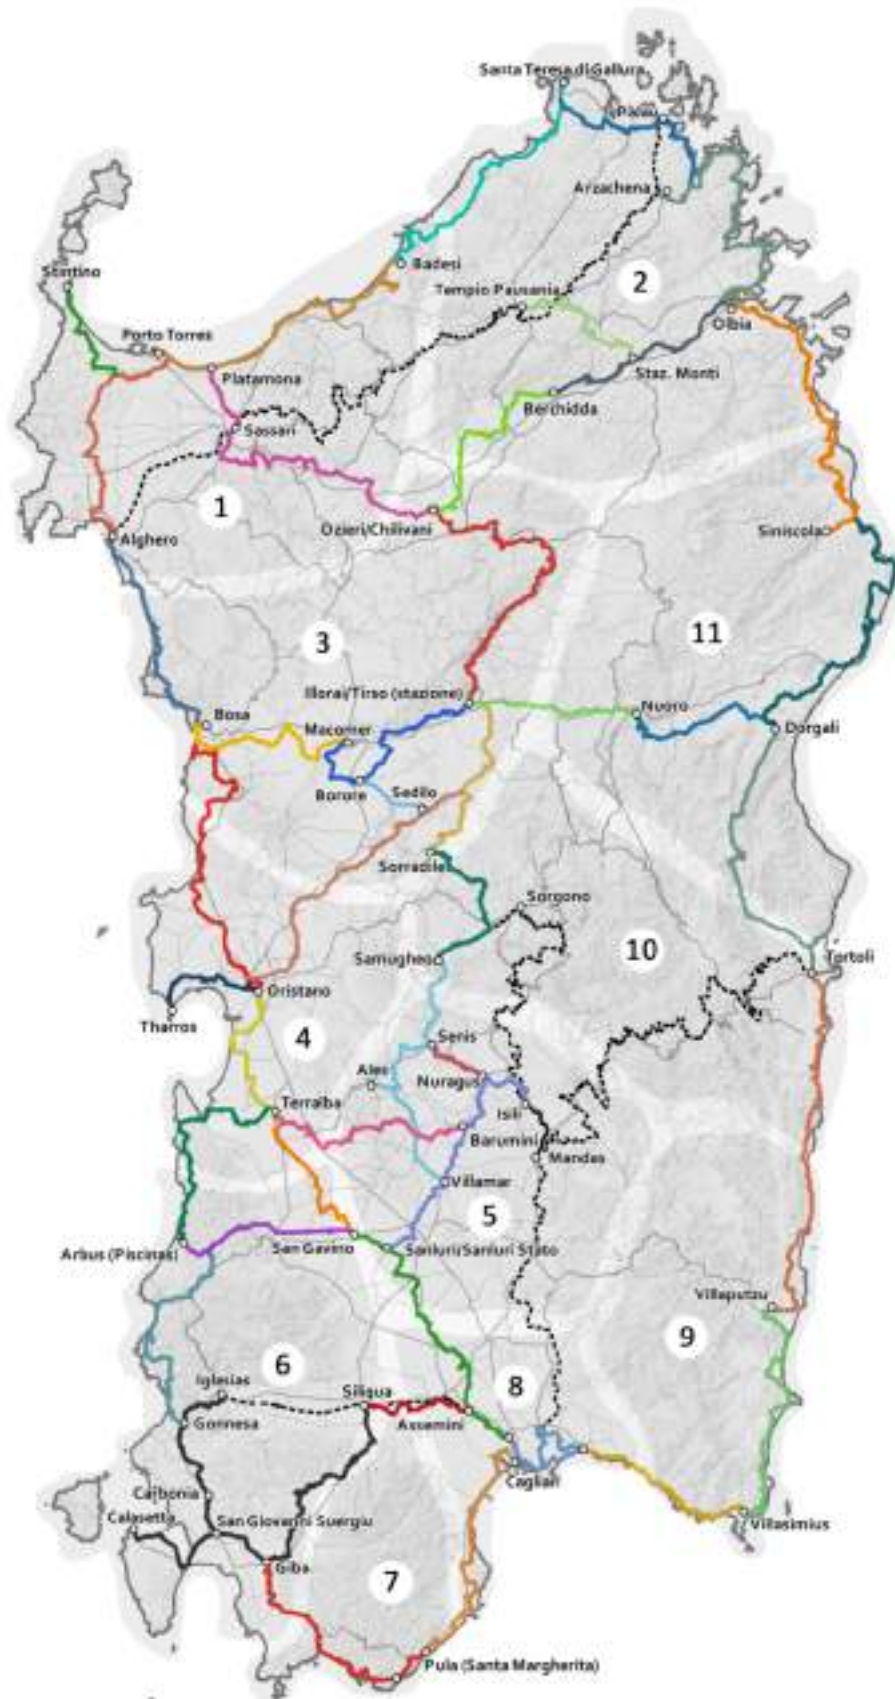 Santa Teresa di Gallura
Palau
Arzachena
Badesi
2
Stintino
Tempio Pausania
Olbia
Porto Torres
Staz. Monti
Platamona
Berchidda
Sassari
1
Ozieri/Chilivani
Siniscola
Alghero
3
11
Illorai/Tirso (stazione)
Nuoro
Bosa
Macomer
Dorgali
Borore
Sedilo
Sorradile
Sorgono
10
Samugheo
Tortolì
Oristano
Tharros
4
Senis
Ales
Nuragus
Terralba
Isili
Barumini
Mandas
Villamar
5
Arbus (Piscinas)
San Gavino
Sanluri/Sanluri Stato
Villaputzu
9
6
8
Iglesias
Siliqua
Gonnesa
Assemini
Cagliari
Carbonia
Calasetta
San Giovanni Suergiu
Villasimius
Giba
7
Pula (Santa Margherita)